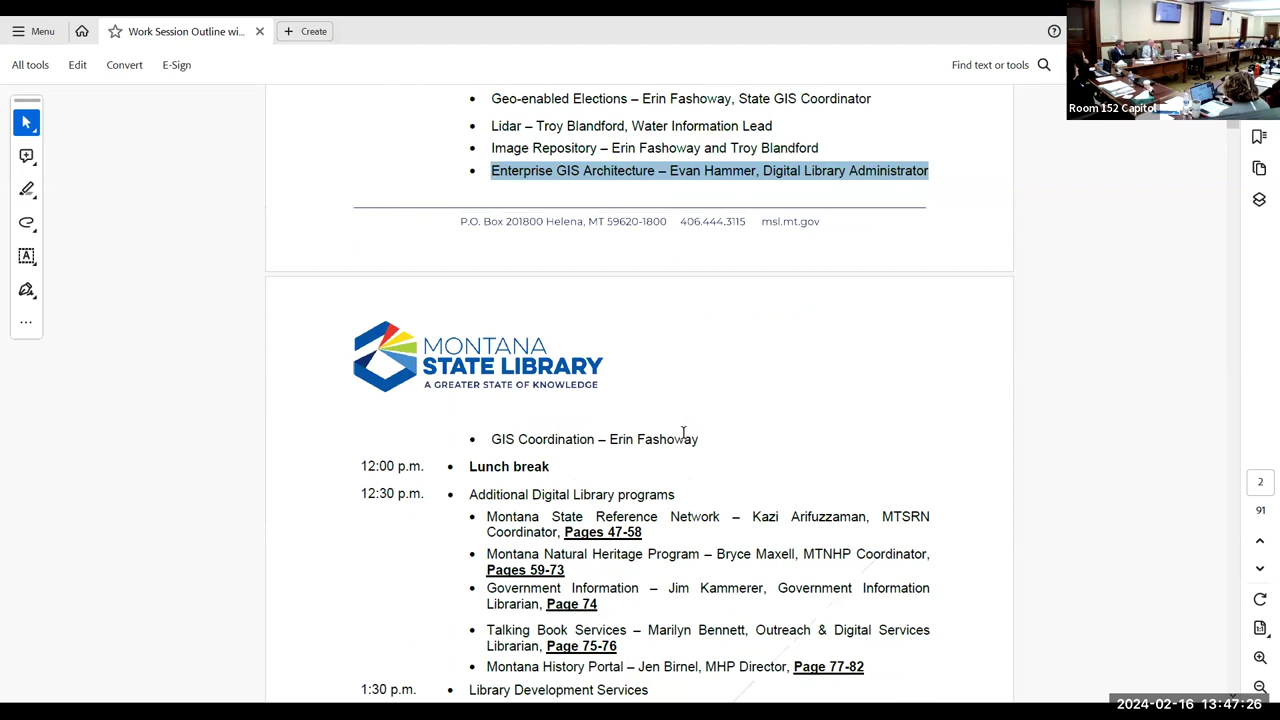 Menu
Work Session Outline wi...
Create
All tools
Edit
Convert
E-Sign
Find text or tools
Room 152 Capitol
• Geo-enabled Elections – Erin Fashoway, State GIS Coordinator
• Lidar – Troy Blandford, Water Information Lead
• Image Repository – Erin Fashoway and Troy Blandford
• Enterprise GIS Architecture – Evan Hammer, Digital Library Administrator
P.O. Box 201800 Helena, MT 59620-1800 406.444.3115 msl.mt.gov
MONTANA
STATE LIBRARY
A GREATER STATE OF KNOWLEDGE
• GIS Coordination – Erin Fashoway
12:00 p.m. • Lunch break
12:30 p.m. • Additional Digital Library programs
• Montana State Reference Network – Kazi Arifuzzaman, MTSRN
Coordinator, Pages 47-58
• Montana Natural Heritage Program – Bryce Maxell, MTNHP Coordinator,
Pages 59-73
• Government Information – Jim Kammerer, Government Information
Librarian, Page 74
• Talking Book Services – Marilyn Bennett, Outreach & Digital Services
Librarian, Page 75-76
• Montana History Portal – Jen Birnel, MHP Director, Page 77-82
1:30 p.m. • Library Development Services
2
91
2024-02-16 13:47:26